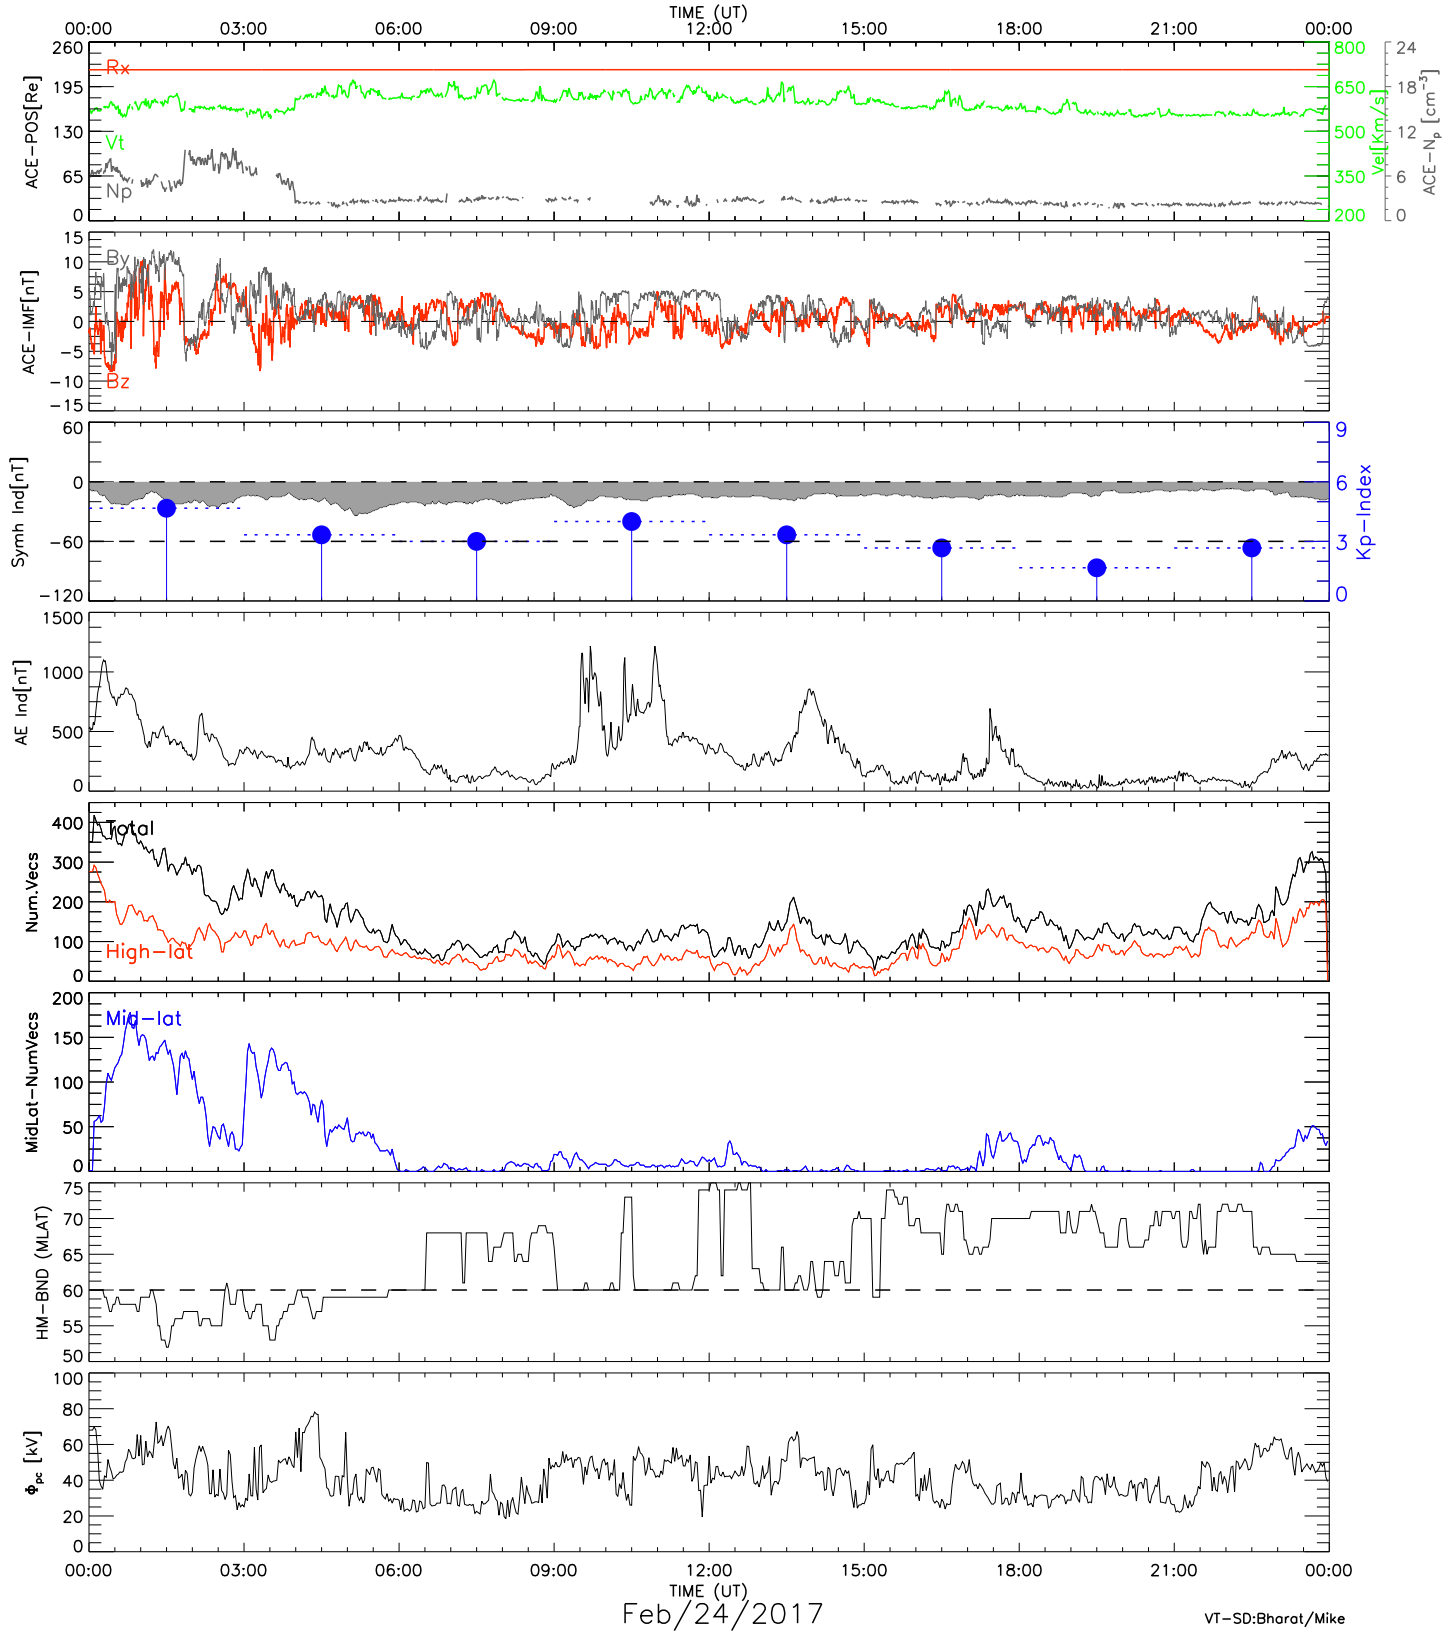 TIME (UT)
00:00 03:00 06:00 09:00 12:00 15:00 18:00 21:00 00:00
260 195 130 65 0
ACE-POS[Re]
Rx
Vt
Np
800 650 500 350 200
Vel[Km/s]
24 18 12 6 0
ACE-Np [cm⁻³]
15 10 5 0 -5 -10 -15
ACE-IMF[nT]
By
Bz
60 0 -60 -120
Symh Ind[nT]
9 6 3 0
Kp-Index
1500 1000 500 0
AE Ind[nT]
400 300 200 100 0
Num.Vecs
Total
High-lat
200 150 100 50 0
MidLat-NumVecs
Mid-lat
75 70 65 60 55 50
HM-BND (MLAT)
100 80 60 40 20 0
Φpc [kV]
00:00 03:00 06:00 09:00 12:00 15:00 18:00 21:00 00:00
TIME (UT)
Feb/24/2017
VT-SD:Bharat/Mike